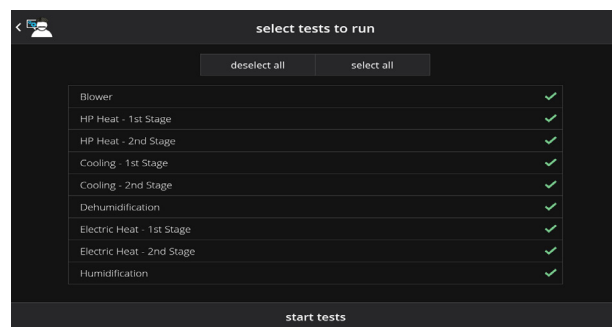 select tests to run
deselect all select all
Blower
HP Heat - 1st Stage
HP Heat - 2nd Stage
Cooling - 1st Stage
Cooling - 2nd Stage
Dehumidification
Electric Heat - 1st Stage
Electric Heat - 2nd Stage
Humidification
start tests